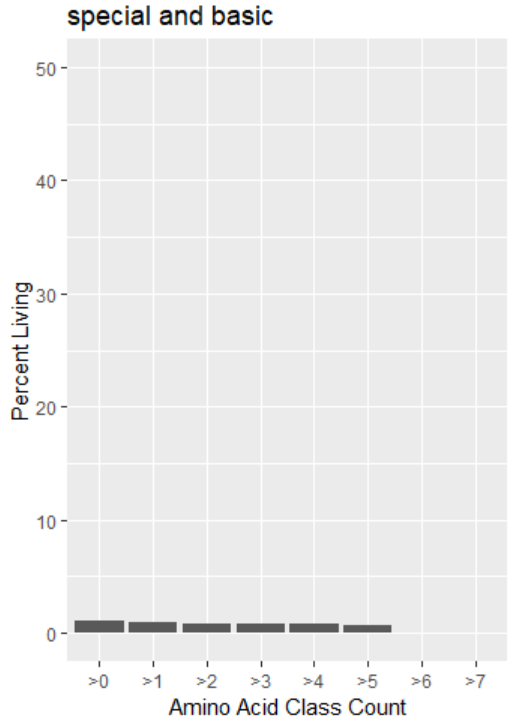 special and basic
50
40
30
20
10
0
Percent Living
>0 >1 >2 >3 >4 >5 >6 >7
Amino Acid Class Count